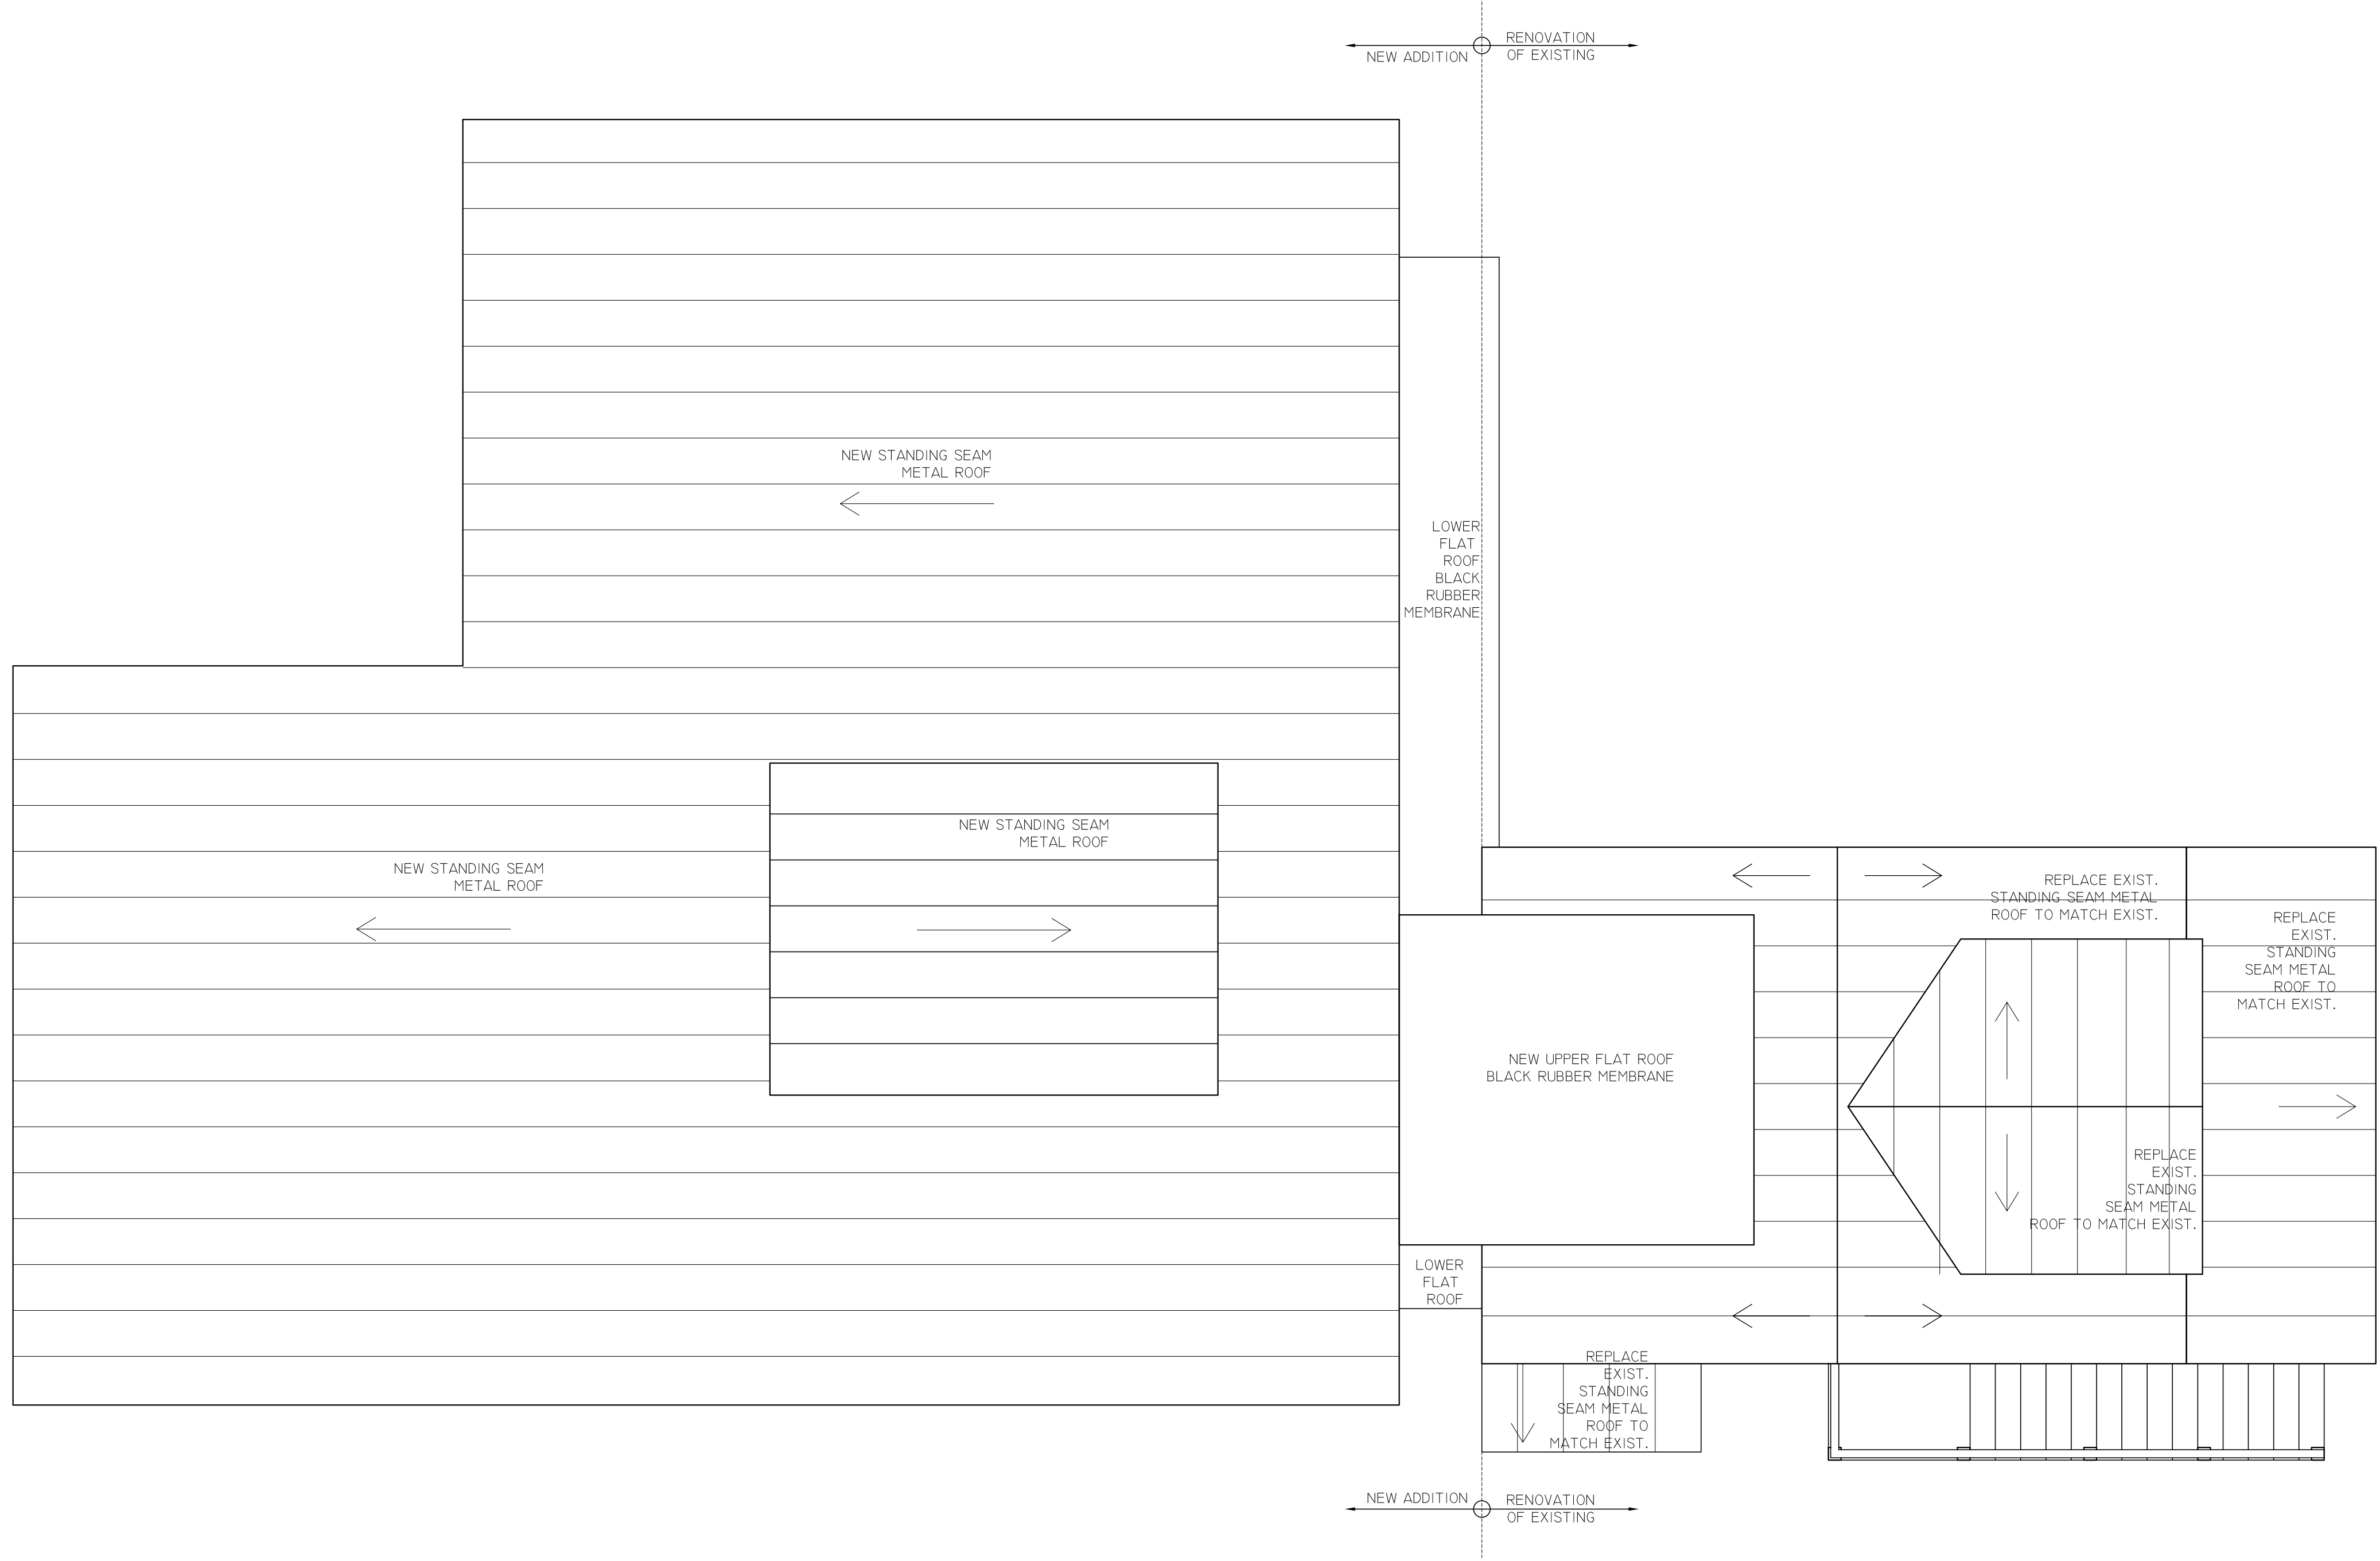 RENOVATION
OF EXISTING
NEW ADDITION
NEW STANDING SEAM
METAL ROOF
LOWER
FLAT
ROOF
BLACK
RUBBER
MEMBRANE
NEW STANDING SEAM
METAL ROOF
NEW STANDING SEAM
METAL ROOF
REPLACE EXIST.
STANDING SEAM METAL
ROOF TO MATCH EXIST.
REPLACE
EXIST.
STANDING
SEAM METAL
ROOF TO
MATCH EXIST.
NEW UPPER FLAT ROOF
BLACK RUBBER MEMBRANE
REPLACE
EXIST.
STANDING
SEAM METAL
ROOF TO MATCH EXIST.
LOWER
FLAT
ROOF
REPLACE
EXIST.
STANDING
SEAM METAL
ROOF TO
MATCH EXIST.
NEW ADDITION
RENOVATION
OF EXISTING